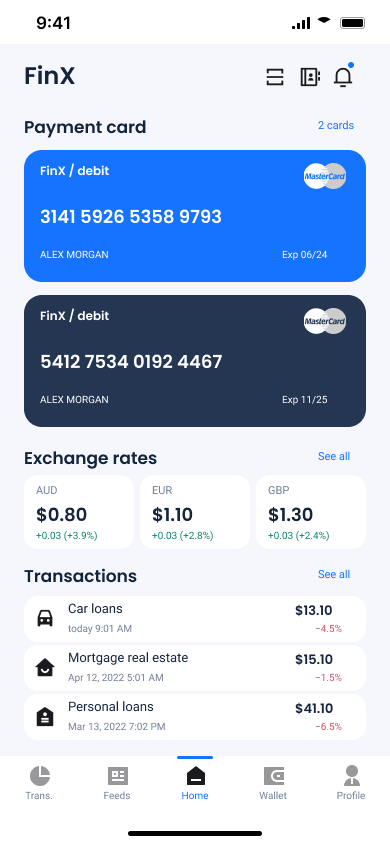 9:41
FinX
Payment card
2 cards
FinX / debit
MasterCard
3141 5926 5358 9793
ALEX MORGAN
Exp 06/24
FinX / debit
MasterCard
5412 7534 0192 4467
ALEX MORGAN
Exp 11/25
Exchange rates
See all
AUD
EUR
GBP
$0.80
$1.10
$1.30
+0.03 (+3.9%)
+0.03 (+2.8%)
+0.03 (+2.4%)
Transactions
See all
Car loans
$13.10
today 9:01 AM
−4.5%
Mortgage real estate
$15.10
Apr 12, 2022 5:01 AM
−1.5%
Personal loans
$41.10
Mar 13, 2022 7:02 PM
−6.5%
Trans.
Feeds
Home
Wallet
Profile